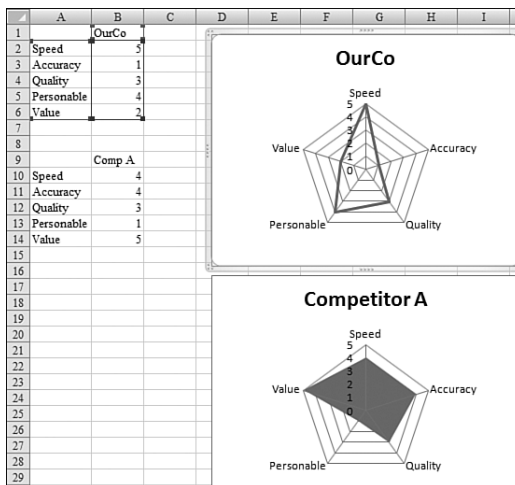 A B C D E F G H I
1 OurCo
2 Speed 5
3 Accuracy 1
4 Quality 3
5 Personable 4
6 Value 2
7
8
9 Comp A
10 Speed 4
11 Accuracy 4
12 Quality 3
13 Personable 1
14 Value 5
15
16
17
18
19
20
21
22
23
24
25
26
27
28
29
OurCo
Speed
5
4
3
2
1
0
Value
Accuracy
Personable
Quality
Competitor A
Speed
5
4
3
2
1
0
Value
Accuracy
Personable
Quality